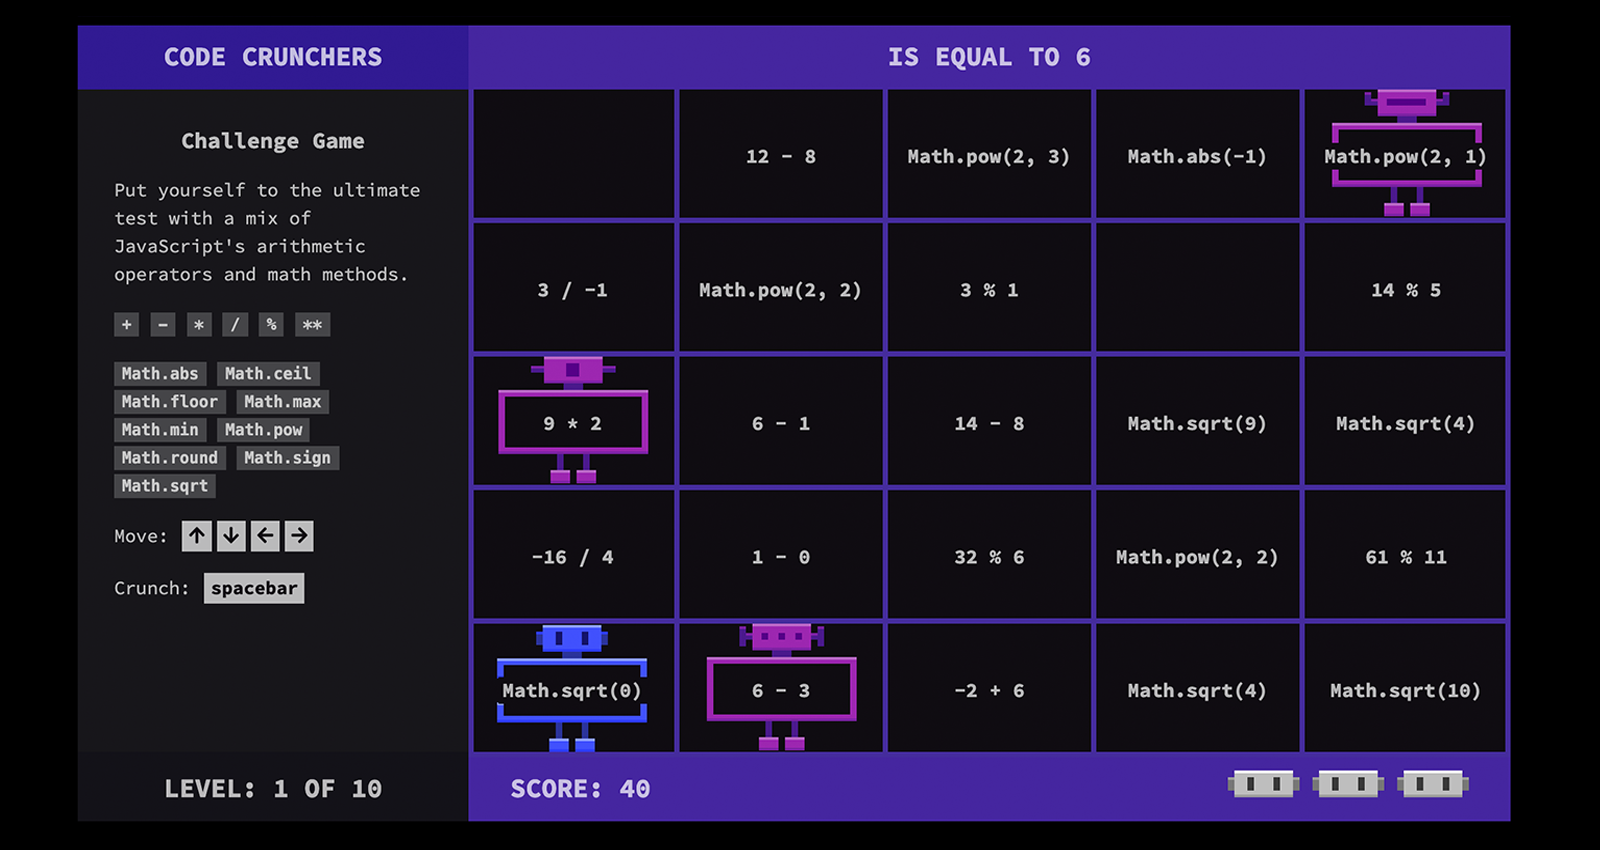 CODE CRUNCHERS
IS EQUAL TO 6
Challenge Game
Put yourself to the ultimate
test with a mix of
JavaScript's arithmetic
operators and math methods.
+ - * / % **
Math.abs Math.ceil
Math.floor Math.max
Math.min Math.pow
Math.round Math.sign
Math.sqrt
Move: ↑ ↓ ← →
Crunch: spacebar
LEVEL: 1 OF 10
12 - 8 Math.pow(2, 3) Math.abs(-1) Math.pow(2, 1)
3 / -1 Math.pow(2, 2) 3 % 1 14 % 5
9 * 2 6 - 1 14 - 8 Math.sqrt(9) Math.sqrt(4)
-16 / 4 1 - 0 32 % 6 Math.pow(2, 2) 61 % 11
Math.sqrt(0) 6 - 3 -2 + 6 Math.sqrt(4) Math.sqrt(10)
SCORE: 40